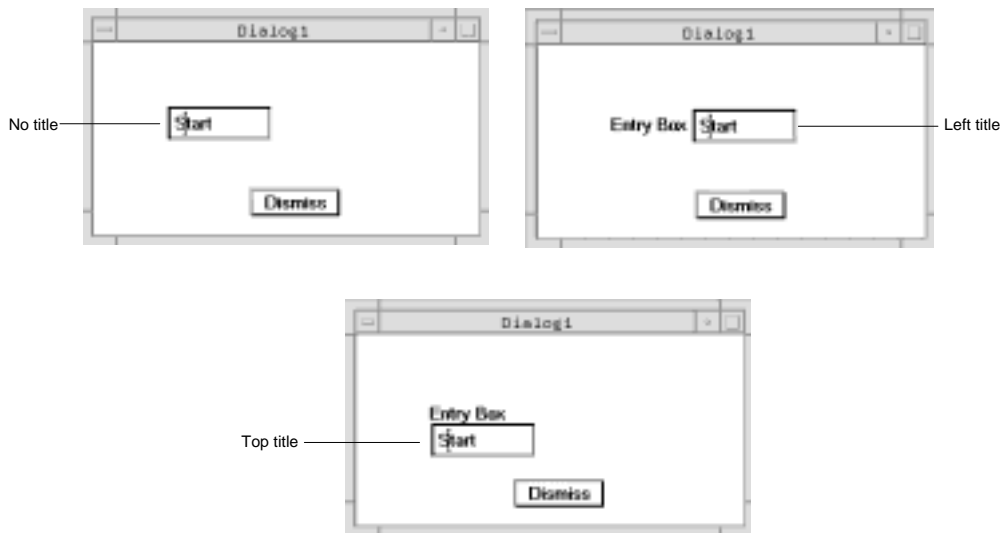 Dialog1
No title
Start
Dismiss
Dialog1
Entry Box
Start
Left title
Dismiss
Dialog1
Entry Box
Top title
Start
Dismiss